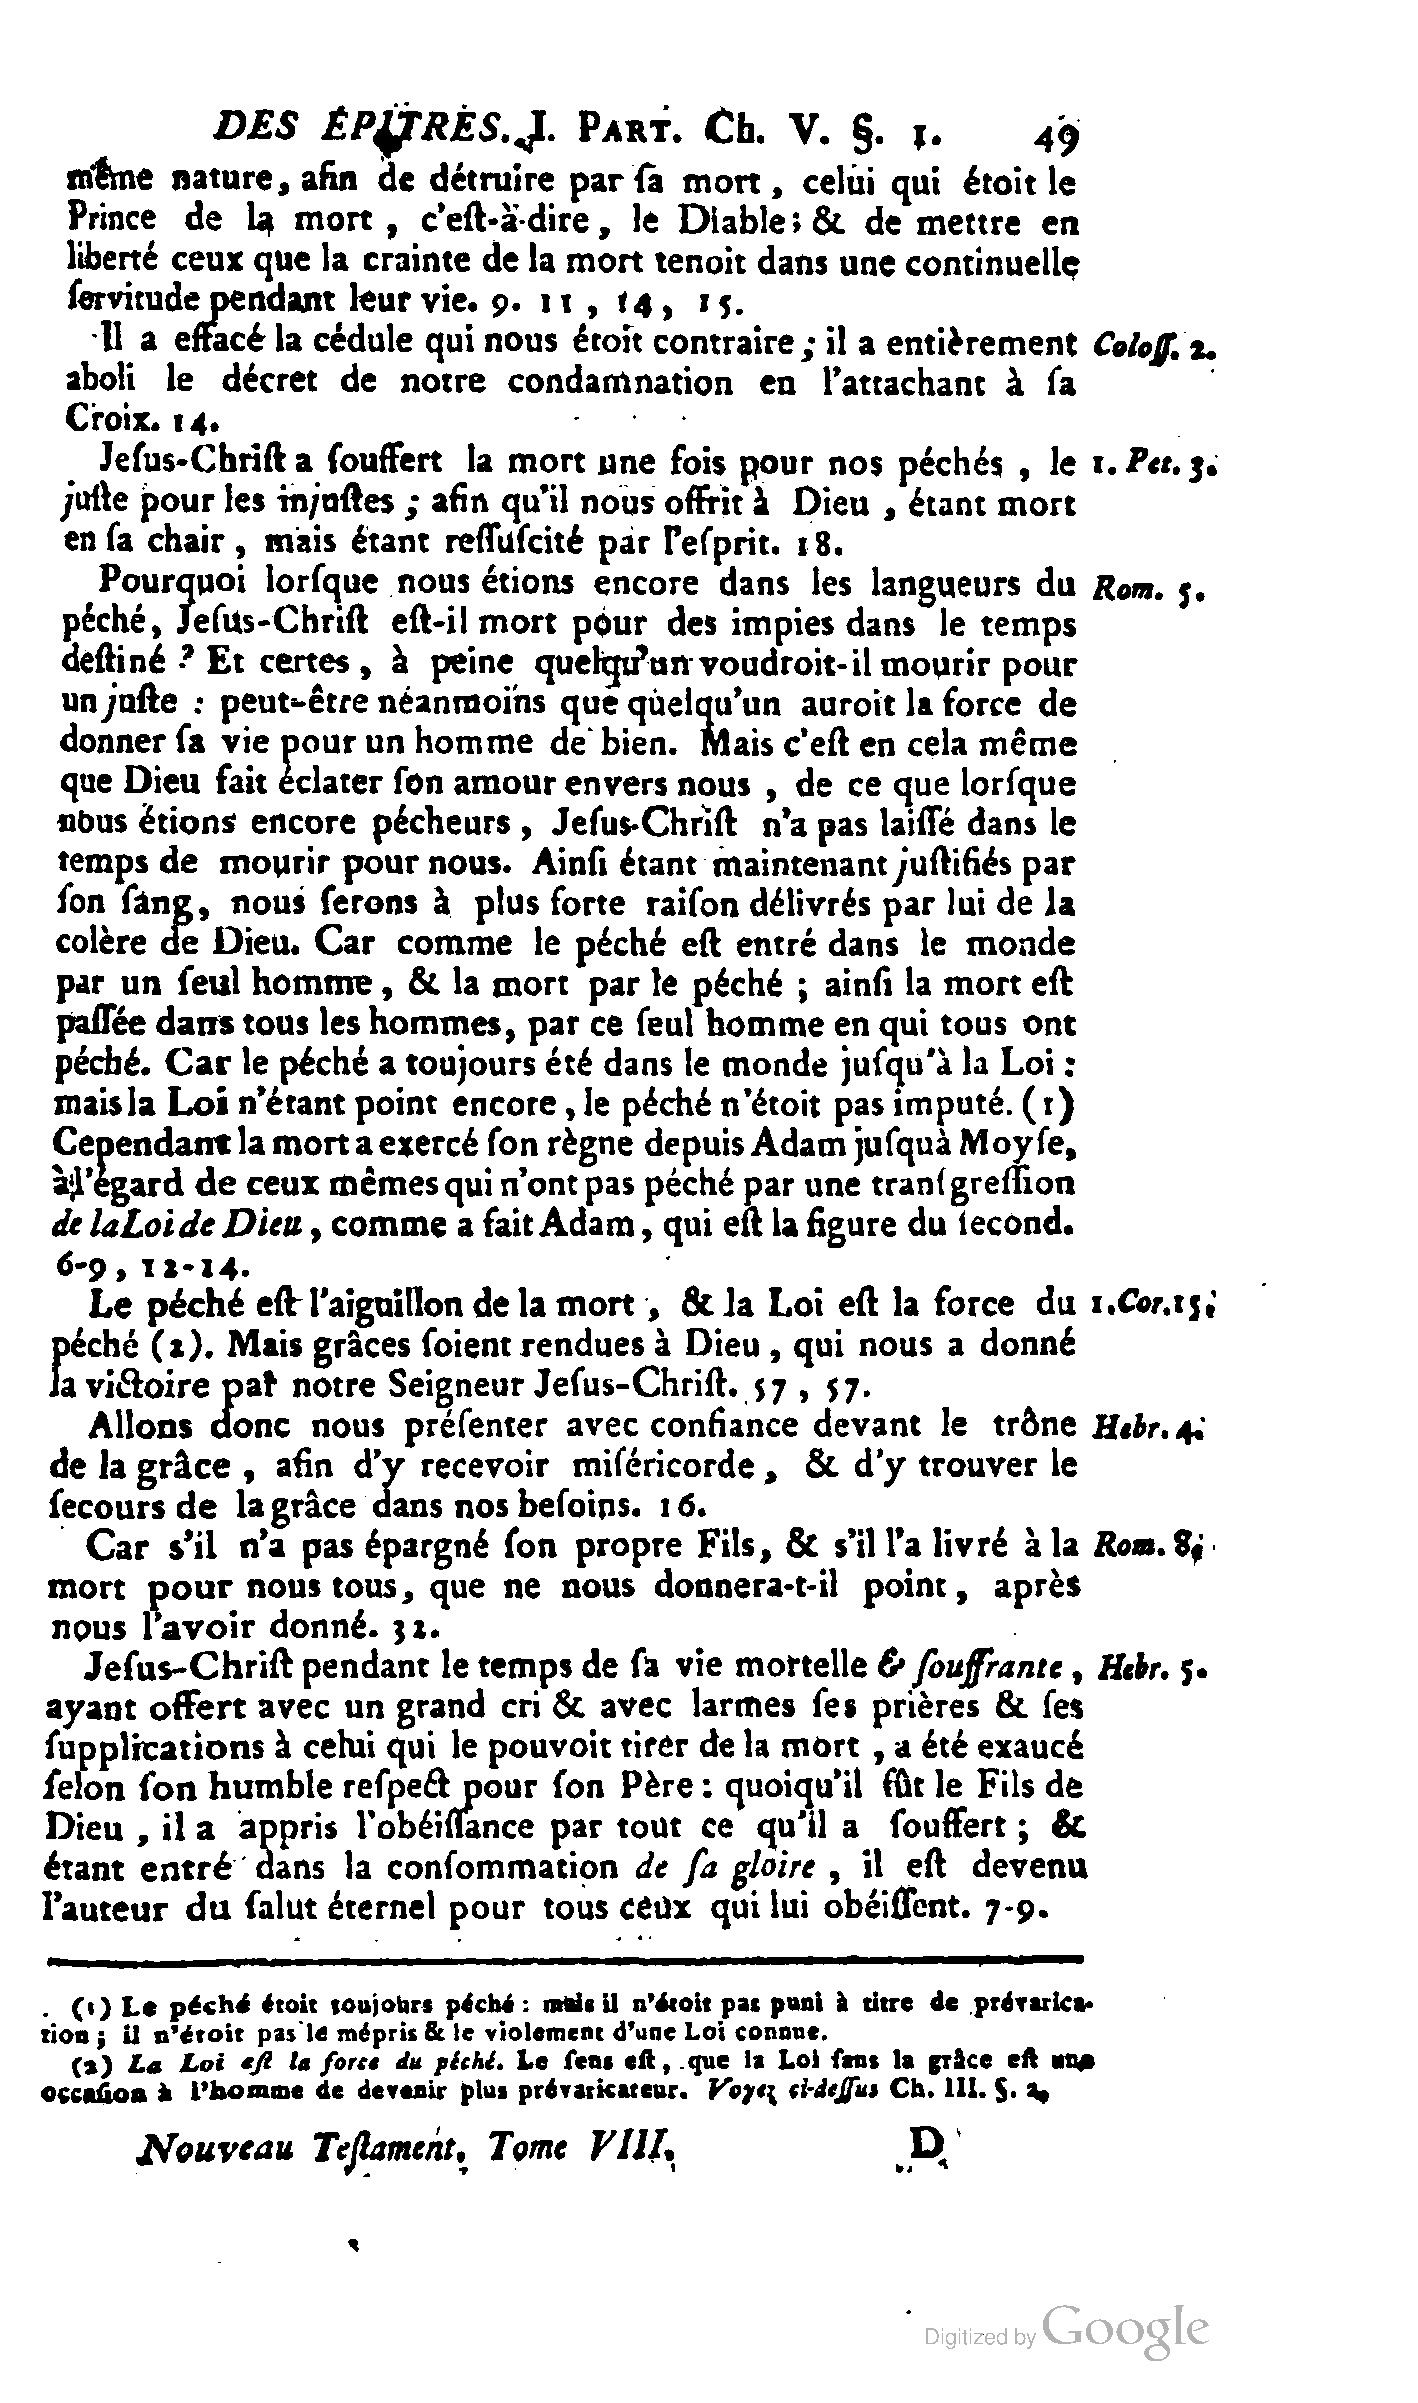 DES ÉPITRES. I. PART. Ch. V. §. 1. 49
même nature, afin de détruire par ſa mort, celui qui étoit le
Prince de la mort, c'eſt-à-dire, le Diable; & de mettre en
liberté ceux que la crainte de la mort tenoit dans une continuelle
ſervitude pendant leur vie. 9. 11, 14, 15.
Il a effacé la cédule qui nous étoit contraire; il a entièrement Coloſſ. 2.
aboli le décret de notre condamnation en l'attachant à ſa
Croix. 14.
Jeſus-Chriſt a ſouffert la mort une fois pour nos péchés, le 1. Pet. 3.
juſte pour les injuſtes; afin qu'il nous offrît à Dieu, étant mort
en ſa chair, mais étant reſſuſcité par l'eſprit. 18.
Pourquoi lorſque nous étions encore dans les langueurs du Rom. 5.
péché, Jeſus-Chriſt eſt-il mort pour des impies dans le temps
deſtiné? Et certes, à peine quelqu'un voudroit-il mourir pour
un juſte: peut-être néanmoins que quelqu'un auroit la force de
donner ſa vie pour un homme de bien. Mais c'eſt en cela même
que Dieu fait éclater ſon amour envers nous, de ce que lorſque
nous étions encore pécheurs, Jeſus-Chriſt n'a pas laiſſé dans le
temps de mourir pour nous. Ainſi étant maintenant juſtifiés par
ſon ſang, nous ſerons à plus forte raiſon délivrés par lui de la
colère de Dieu. Car comme le péché eſt entré dans le monde
par un ſeul homme, & la mort par le péché; ainſi la mort eſt
paſſée dans tous les hommes, par ce ſeul homme en qui tous ont
péché. Car le péché a toujours été dans le monde juſqu'à la Loi:
mais la Loi n'étant point encore, le péché n'étoit pas imputé. (1)
Cependant la mort a exercé ſon règne depuis Adam juſquà Moyſe,
à l'égard de ceux mêmes qui n'ont pas péché par une tranſgreſſion
de la Loi de Dieu, comme a fait Adam, qui eſt la figure du ſecond.
6-9, 12-14.
Le péché eſt l'aiguillon de la mort, & la Loi eſt la force du 1. Cor. 15.
péché (2). Mais grâces ſoient rendues à Dieu, qui nous a donné
la victoire par notre Seigneur Jeſus-Chriſt. 57, 57.
Allons donc nous préſenter avec confiance devant le trône Hebr. 4.
de la grâce, afin d'y recevoir miſéricorde, & d'y trouver le
ſecours de la grâce dans nos beſoins. 16.
Car s'il n'a pas épargné ſon propre Fils, & s'il l'a livré à la Rom. 8.
mort pour nous tous, que ne nous donnera-t-il point, après
nous l'avoir donné. 32.
Jeſus-Chriſt pendant le temps de ſa vie mortelle & ſouffrante, Hebr. 5.
ayant offert avec un grand cri & avec larmes ſes prières & ſes
ſupplications à celui qui le pouvoit tirer de la mort, a été exaucé
ſelon ſon humble reſpect pour ſon Père: quoiqu'il fût le Fils de
Dieu, il a appris l'obéiſſance par tout ce qu'il a ſouffert; &
étant entré dans la conſommation de ſa gloire, il eſt devenu
l'auteur du ſalut éternel pour tous ceux qui lui obéiſſent. 7-9.
(1) Le péché étoit toujours péché: mais il n'étoit pas puni à titre de prévarica-
tion; il n'étoit pas le mépris & le violement d'une Loi connue.
(2) La Loi eſt la force du péché. Le ſens eſt, que la Loi ſans la grâce eſt une
occaſion à l'homme de devenir plus prévaricateur. Voyez ci-deſſus Ch. III. §. 2.
Nouveau Teſtament. Tome VIII. D
Digitized by Google